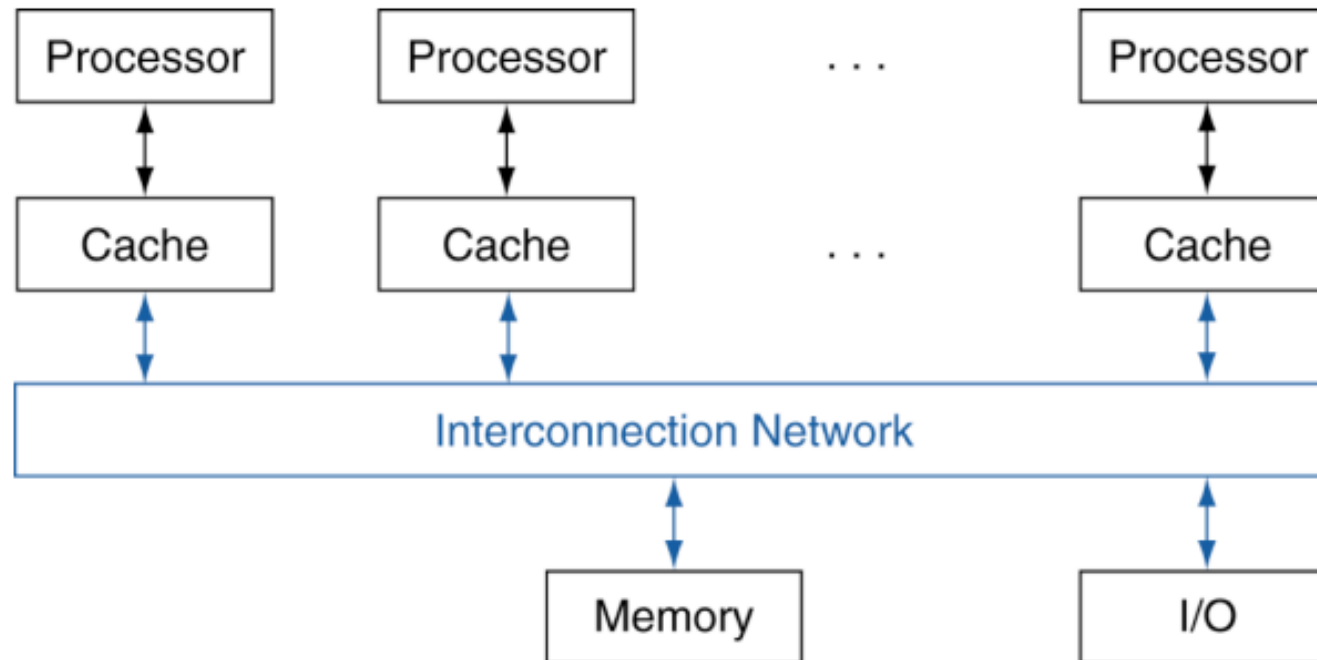 Processor Processor . . . Processor
Cache Cache . . . Cache
Interconnection Network
Memory I/O